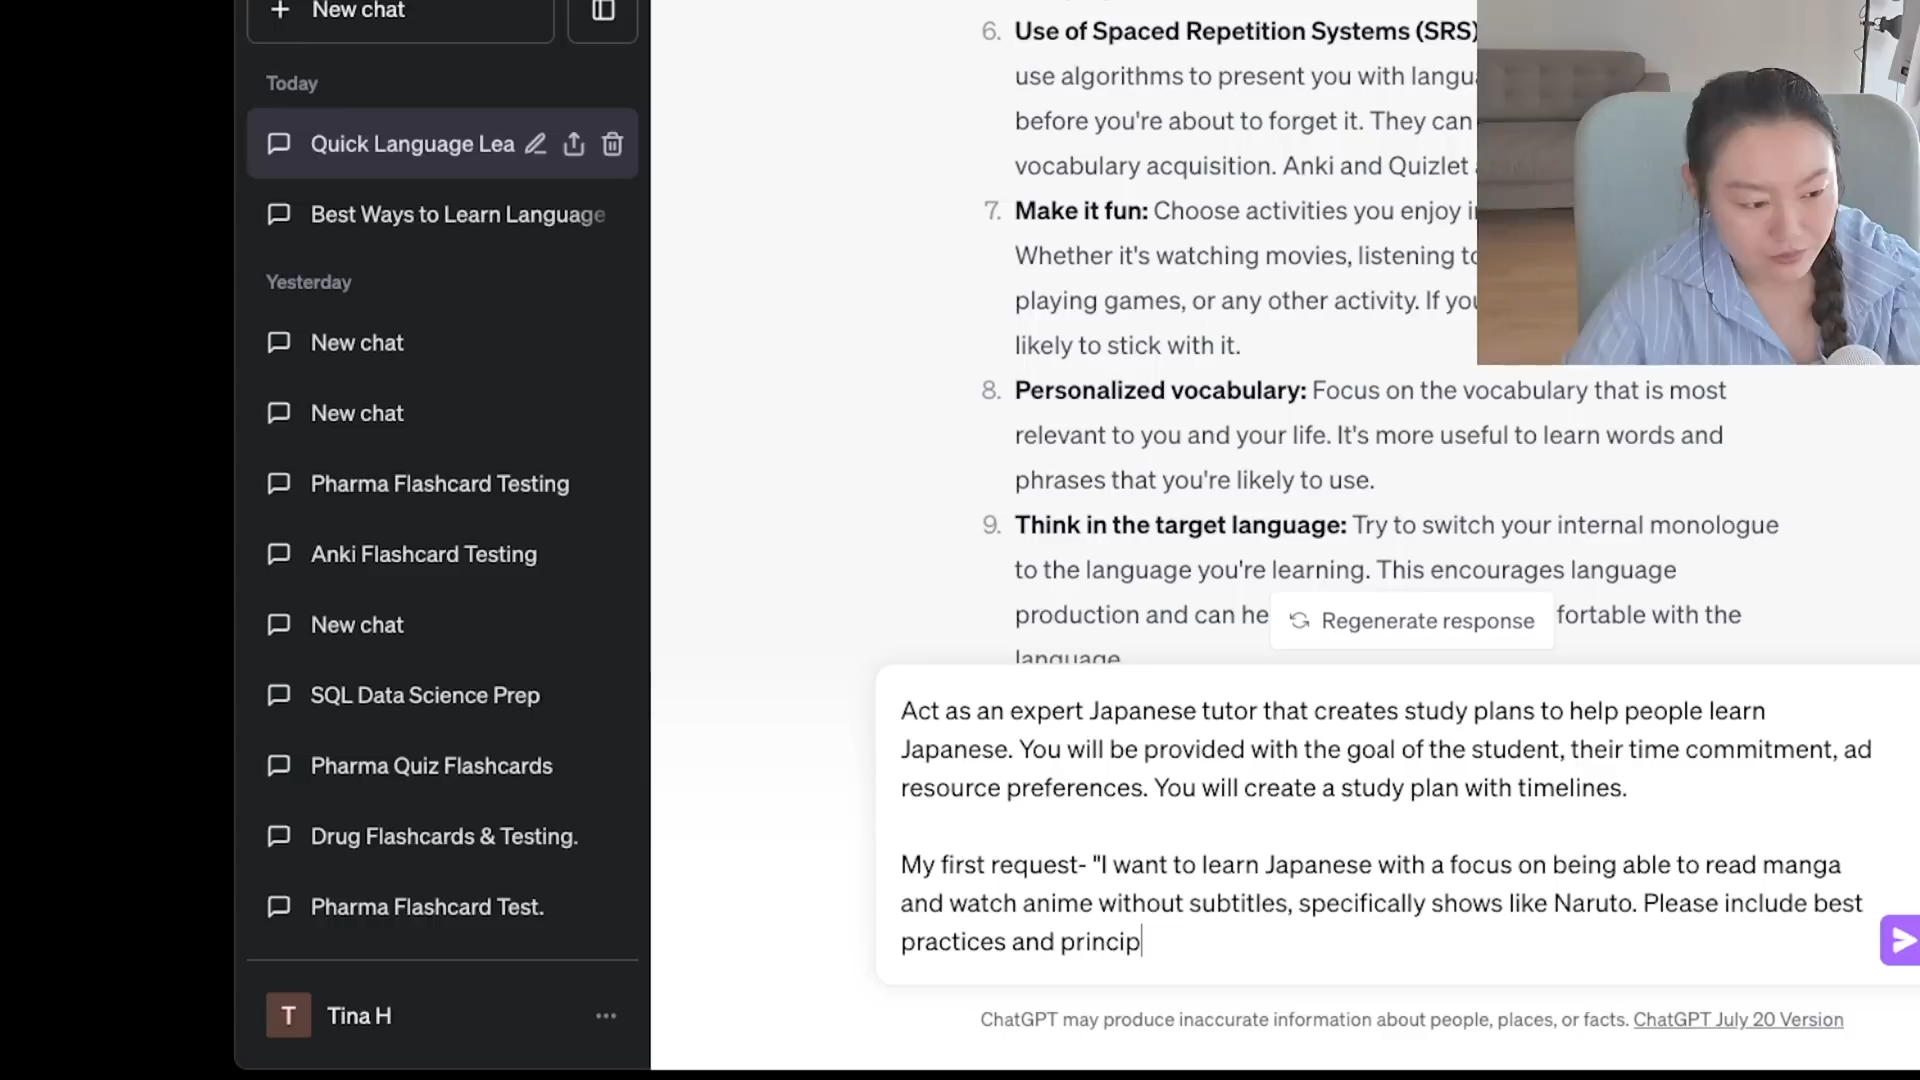 New chat
Today
Quick Language Lea
Best Ways to Learn Language
Yesterday
New chat
New chat
Pharma Flashcard Testing
Anki Flashcard Testing
New chat
SQL Data Science Prep
Pharma Quiz Flashcards
Drug Flashcards & Testing.
Pharma Flashcard Test.
T Tina H
6. Use of Spaced Repetition Systems (SRS)
use algorithms to present you with langu
before you're about to forget it. They can
vocabulary acquisition. Anki and Quizlet
7. Make it fun: Choose activities you enjoy i
Whether it's watching movies, listening to
playing games, or any other activity. If you
likely to stick with it.
8. Personalized vocabulary: Focus on the vocabulary that is most
relevant to you and your life. It's more useful to learn words and
phrases that you're likely to use.
9. Think in the target language: Try to switch your internal monologue
to the language you're learning. This encourages language
production and can he
fortable with the
language.
Regenerate response
Act as an expert Japanese tutor that creates study plans to help people learn
Japanese. You will be provided with the goal of the student, their time commitment, ad
resource preferences. You will create a study plan with timelines.
My first request- "I want to learn Japanese with a focus on being able to read manga
and watch anime without subtitles, specifically shows like Naruto. Please include best
practices and princip
ChatGPT may produce inaccurate information about people, places, or facts. ChatGPT July 20 Version